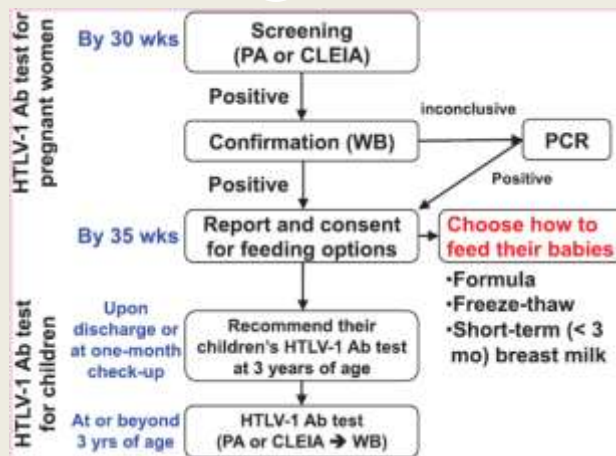 HTLV-1 Ab test for
pregnant women
By 30 wks
Screening
(PA or CLEIA)
Positive
inconclusive
Confirmation (WB)
PCR
Positive
Positive
By 35 wks
Report and consent
for feeding options
Choose how to
feed their babies
•Formula
•Freeze-thaw
•Short-term (< 3
mo) breast milk
HTLV-1 Ab test
for children
Upon
discharge or
at one-month
check-up
Recommend their
children's HTLV-1 Ab test
at 3 years of age
At or beyond
3 yrs of age
HTLV-1 Ab test
(PA or CLEIA ➔ WB)